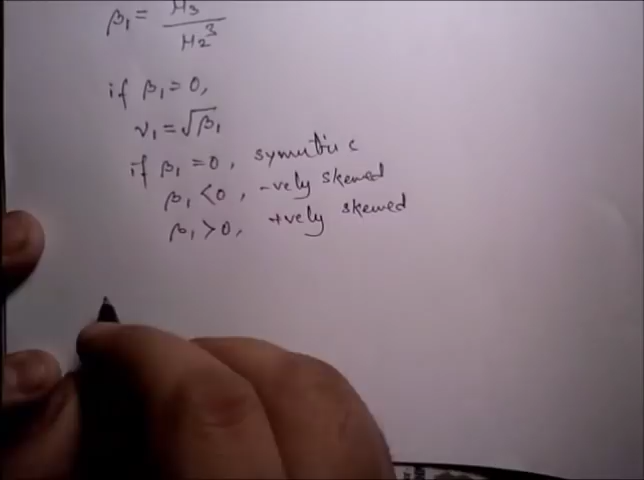 β₁ = μ₃ / μ₂³
if β₁ = 0,
γ₁ = √β₁
if β₁ = 0, symmetric
β₁ < 0, -vely skewed
β₁ > 0, +vely skewed